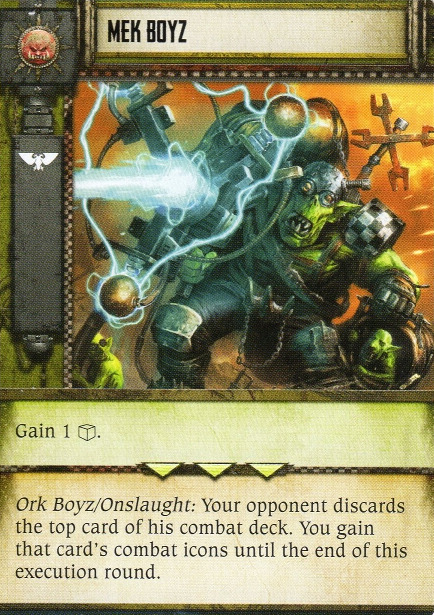 MEK BOYZ
Gain 1 .
Ork Boyz/Onslaught: Your opponent discards
the top card of his combat deck. You gain
that card's combat icons until the end of this
execution round.